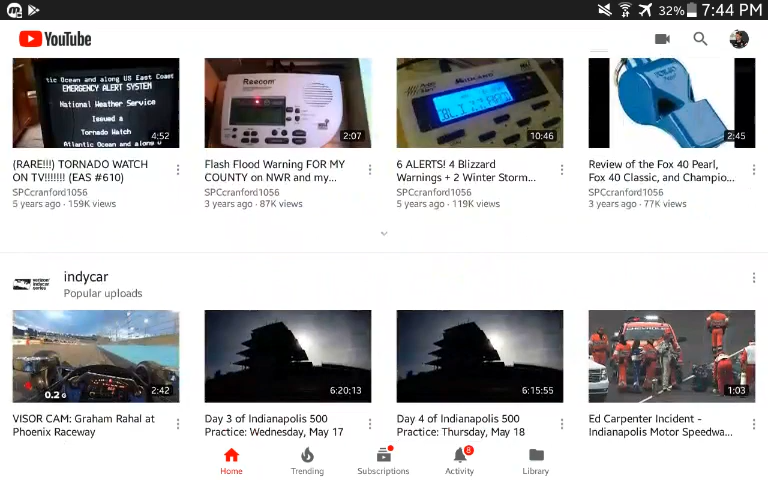 32% 7:44 PM
YouTube
tic Ocean and along US East Coast
EMERGENCY ALERT SYSTEM
National Weather Service
Issued a
Tornado Watch
Atlantic Ocean and along
4:52
Reecom
2:07
MIDLAND
BLIZZARD
10:46
2:45
(RARE!!!) TORNADO WATCH
ON TV!!!!!!! (EAS #610)
SPCcranford1056
5 years ago · 159K views
Flash Flood Warning FOR MY
COUNTY on NWR and my...
SPCcranford1056
3 years ago · 87K views
6 ALERTS! 4 Blizzard
Warnings + 2 Winter Storm...
SPCcranford1056
5 years ago · 119K views
Review of the Fox 40 Pearl,
Fox 40 Classic, and Champio...
SPCcranford1056
3 years ago · 77K views
indycar
Popular uploads
0.2 G
2:42
6:20:13
6:15:55
1:03
VISOR CAM: Graham Rahal at
Phoenix Raceway
Day 3 of Indianapolis 500
Practice: Wednesday, May 17
Day 4 of Indianapolis 500
Practice: Thursday, May 18
Ed Carpenter Incident -
Indianapolis Motor Speedwa...
8
Home
Trending
Subscriptions
Activity
Library